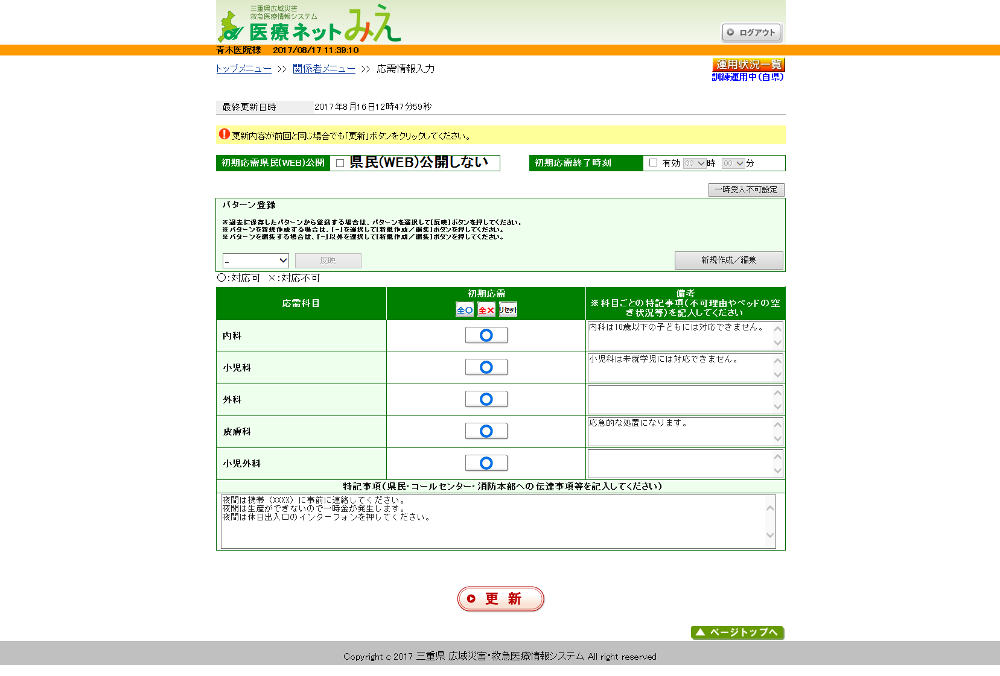 三重県広域災害
救急医療情報システム
医療ネットみえ
ログアウト
青木医院様 2017/08/17 11:39:10
トップメニュー >> 関係者メニュー >> 応需情報入力
運用状況一覧
訓練運用中(自県)
最終更新日時 2017年8月16日12時47分59秒
更新内容が前回と同じ場合でも「更新」ボタンをクリックしてください。
初期応需県民(WEB)公開 県民(WEB)公開しない 初期応需終了時刻 有効 00 時 00 分
一時受入不可設定
パターン登録
※過去に保存したパターンから登録する場合は、パターンを選択して[反映]ボタンを押してください。
※パターンを新規作成する場合は、「-」を選択して[新規作成／編集]ボタンを押してください。
※パターンを編集する場合は、「-」以外を選択して[新規作成／編集]ボタンを押してください。
- 反映 新規作成／編集
○：対応可 ×：対応不可
応需科目 初期応需 備考
全○ 全× リセット ※科目ごとの特記事項(不可理由やベッドの空
き状況等)を記入してください
内科 ○ 内科は10歳以下の子どもには対応できません。
小児科 ○ 小児科は未就学児には対応できません。
外科 ○
皮膚科 ○ 応急的な処置になります。
小児外科 ○
特記事項(県民・コールセンター・消防本部への伝達事項等を記入してください)
夜間は携帯（XXXX）に事前に連絡してください。
夜間は生産ができないので一時金が発生します。
夜間は休日出入口のインターフォンを押してください。
更 新
▲ ページトップへ
Copyright c 2017 三重県 広域災害・救急医療情報システム All right reserved